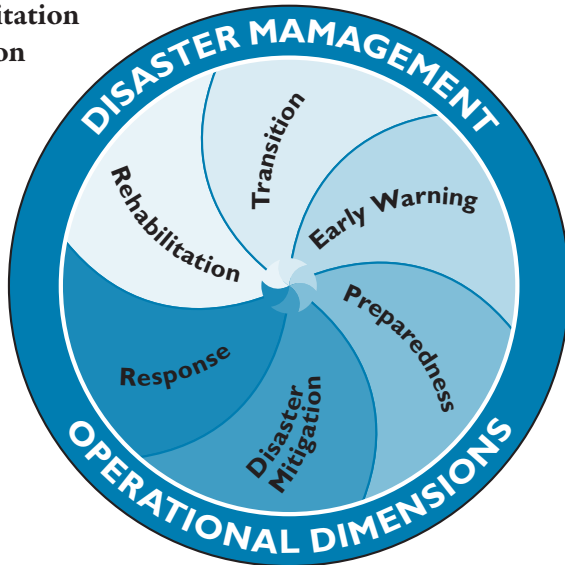 itation
on
DISASTER MAMAGEMENT
Transition
Early Warning
Preparedness
Disaster
Mitigation
Response
Rehabilitation
OPERATIONAL DIMENSIONS